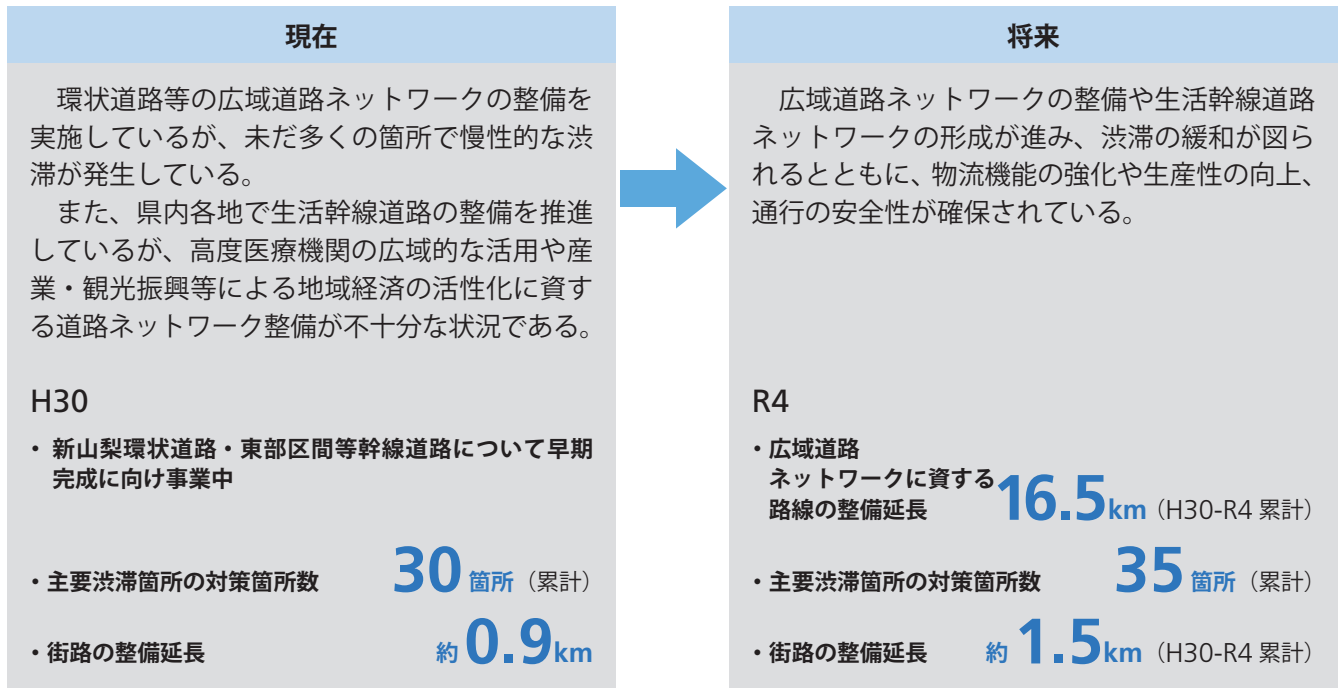 現在
環状道路等の広域道路ネットワークの整備を
実施しているが、未だ多くの箇所で慢性的な渋
滞が発生している。
また、県内各地で生活幹線道路の整備を推進
しているが、高度医療機関の広域的な活用や産
業・観光振興等による地域経済の活性化に資す
る道路ネットワーク整備が不十分な状況である。
H30
・ 新山梨環状道路・東部区間等幹線道路について早期
完成に向け事業中
・主要渋滞箇所の対策箇所数 30 箇所（累計）
・街路の整備延長 約 0.9km
将来
広域道路ネットワークの整備や生活幹線道路
ネットワークの形成が進み、渋滞の緩和が図ら
れるとともに、物流機能の強化や生産性の向上、
通行の安全性が確保されている。
R4
・広域道路
ネットワークに資する
路線の整備延長 16.5km（H30-R4 累計）
・主要渋滞箇所の対策箇所数 35 箇所（累計）
・街路の整備延長 約 1.5km（H30-R4 累計）